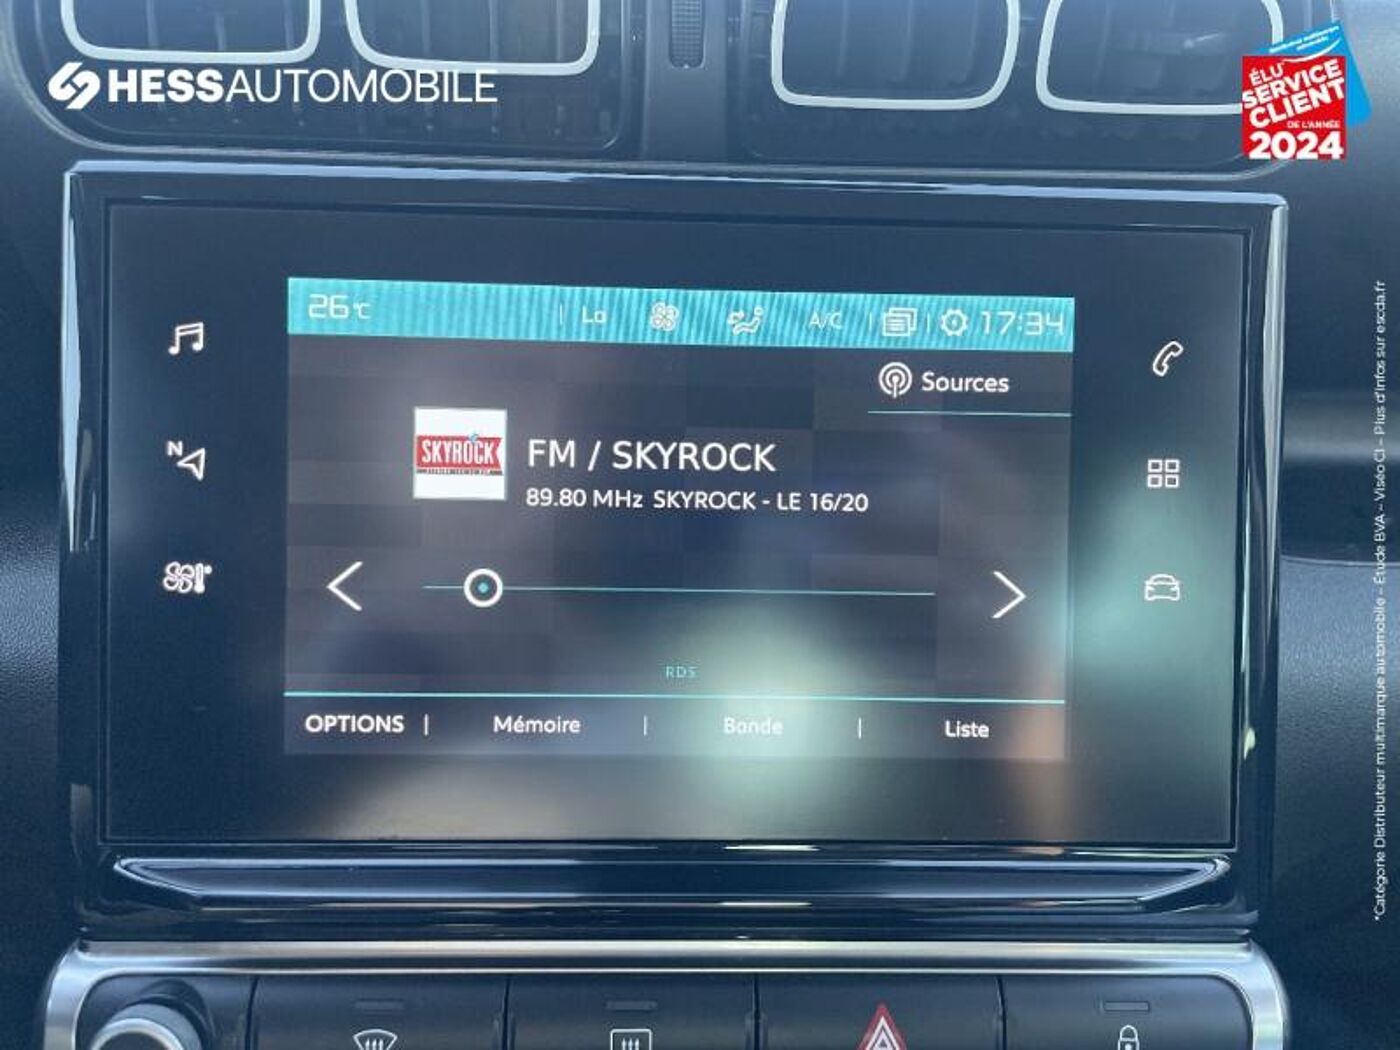 HESSAUTOMOBILE
ÉLU
SERVICE
CLIENT
DE L'ANNÉE
2024
26°C
Lo
A/C
17:34
Sources
SKYROCK
FM / SKYROCK
89.80 MHz SKYROCK - LE 16/20
N
RDS
OPTIONS
Mémoire
Bande
Liste
*Catégorie Distributeur multimarque automobile – Étude BVA – Viséo CI – Plus d'infos sur escda.fr